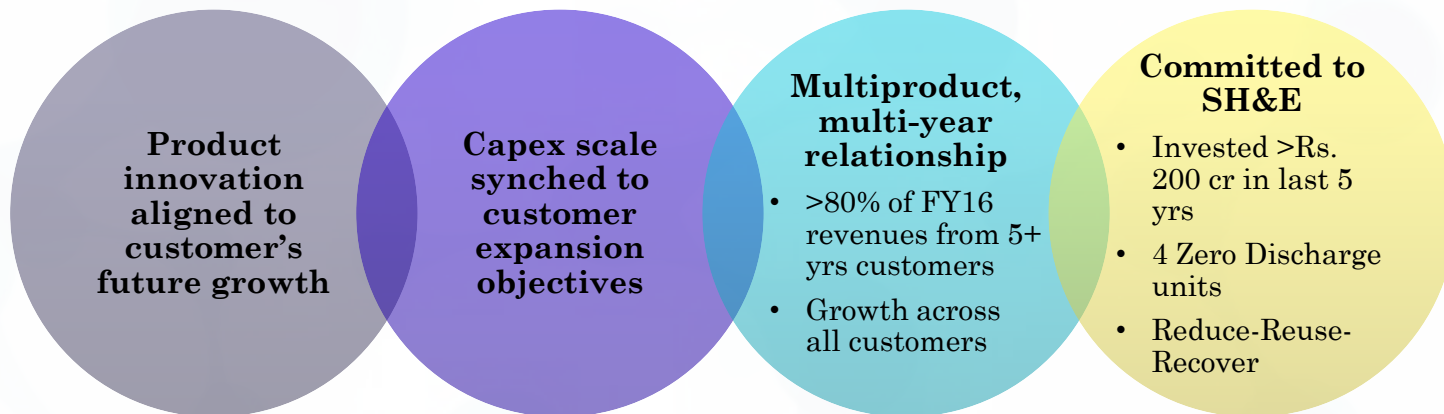 Product
innovation
aligned to
customer’s
future growth
Capex scale
synched to
customer
expansion
objectives
Multiproduct,
multi-year
relationship
• >80% of FY16
revenues from 5+
yrs customers
• Growth across
all customers
Committed to
SH&E
• Invested >Rs.
200 cr in last 5
yrs
• 4 Zero Discharge
units
• Reduce-Reuse-
Recover